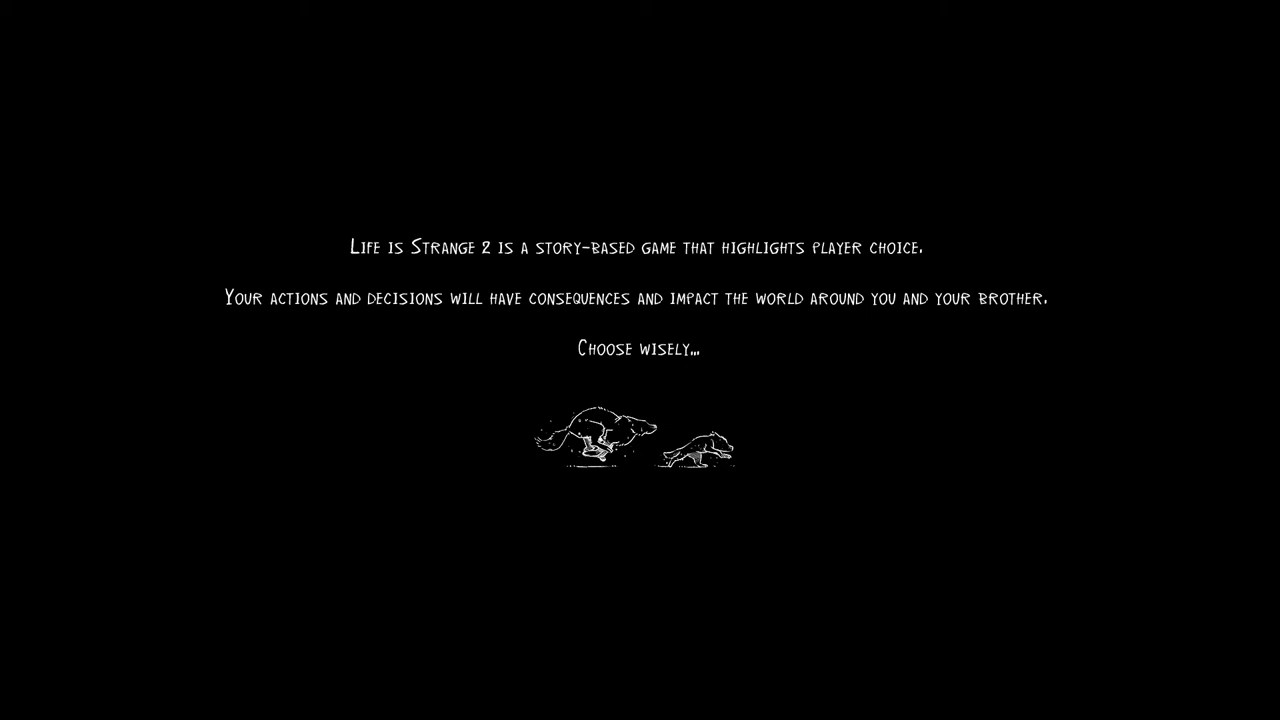 Life is Strange 2 is a story-based game that highlights player choice.
Your actions and decisions will have consequences and impact the world around you and your brother.
Choose wisely...